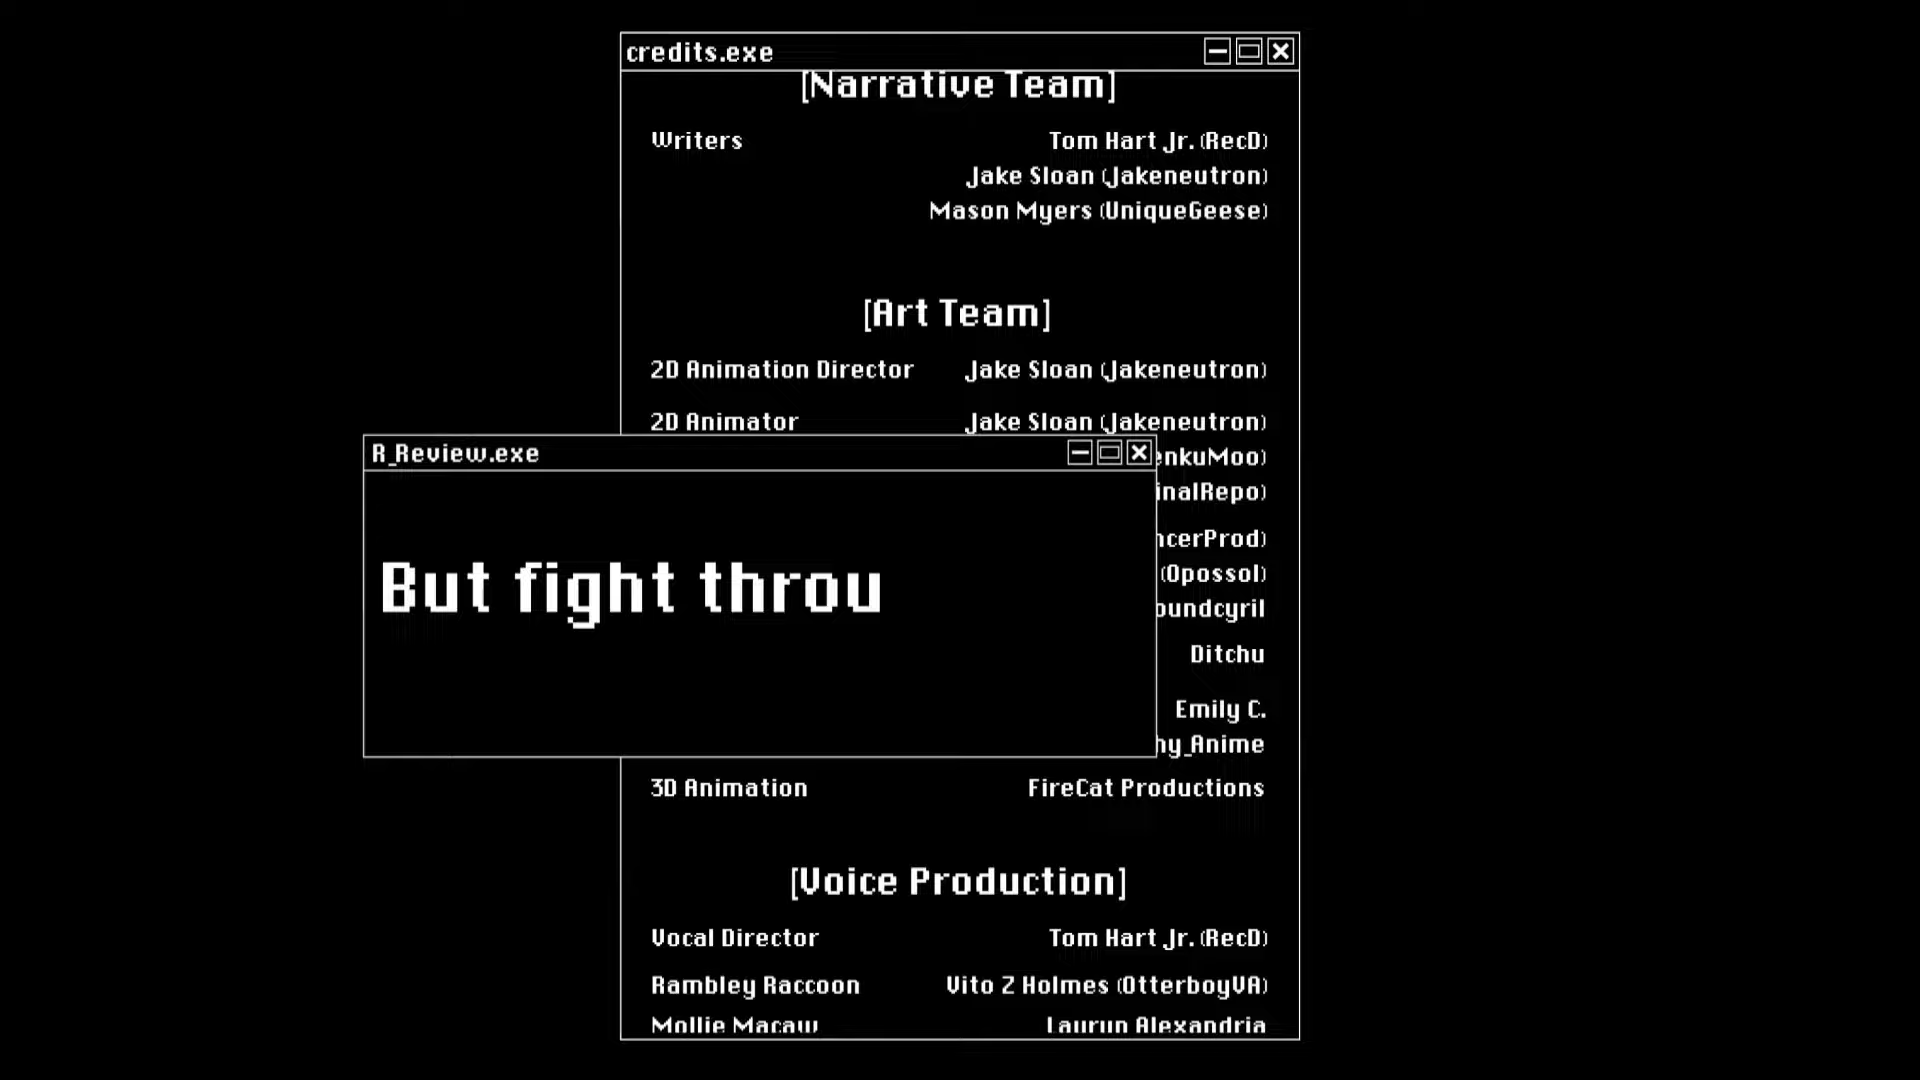 credits.exe
[Narrative Team]
Writers Tom Hart Jr. (RecD)
Jake Sloan (Jakeneutron)
Mason Myers (UniqueGeese)
[Art Team]
2D Animation Director Jake Sloan (Jakeneutron)
2D Animator Jake Sloan (Jakeneutron)
R_Review.exe
enkuMoo)
inalRepo)
ncerProd)
(Opossol)
But fight throu
oundcyril
Ditchu
Emily C.
hy_Anime
3D Animation FireCat Productions
[Voice Production]
Vocal Director Tom Hart Jr. (RecD)
Rambley Raccoon Vito Z Holmes (OtterboyVA)
Mollie Macaw Lauryn Alexandria